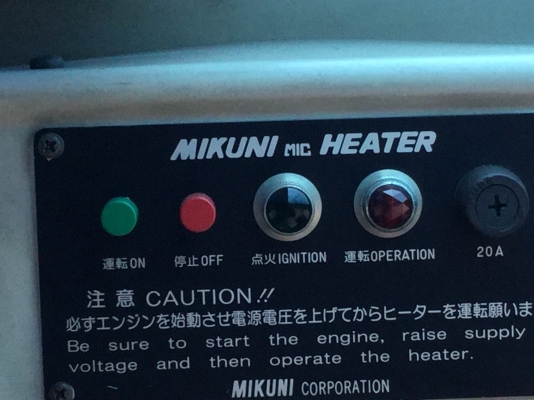 MIKUNI MIC HEATER
運転ON 停止OFF 点火IGNITION 運転OPERATION 20A
注意 CAUTION!!
必ずエンジンを始動させ電源電圧を上げてからヒーターを運転願いま
Be sure to start the engine, raise supply
voltage and then operate the heater.
MIKUNI CORPORATION